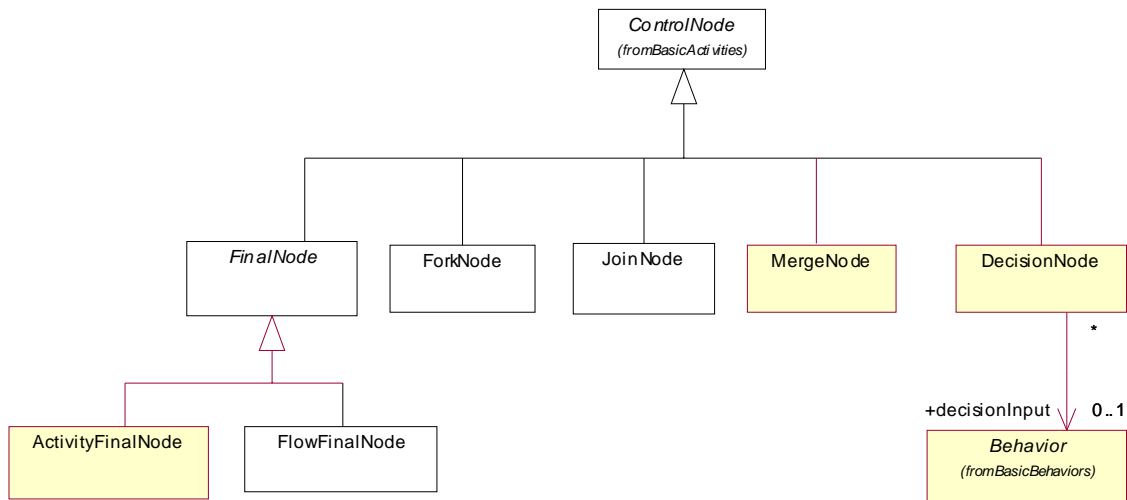 ControlNode
(fromBasicActivities)
FinalNode
ForkNode
JoinNode
MergeNode
DecisionNode
*
+decisionInput
0..1
ActivityFinalNode
FlowFinalNode
Behavior
(fromBasicBehaviors)